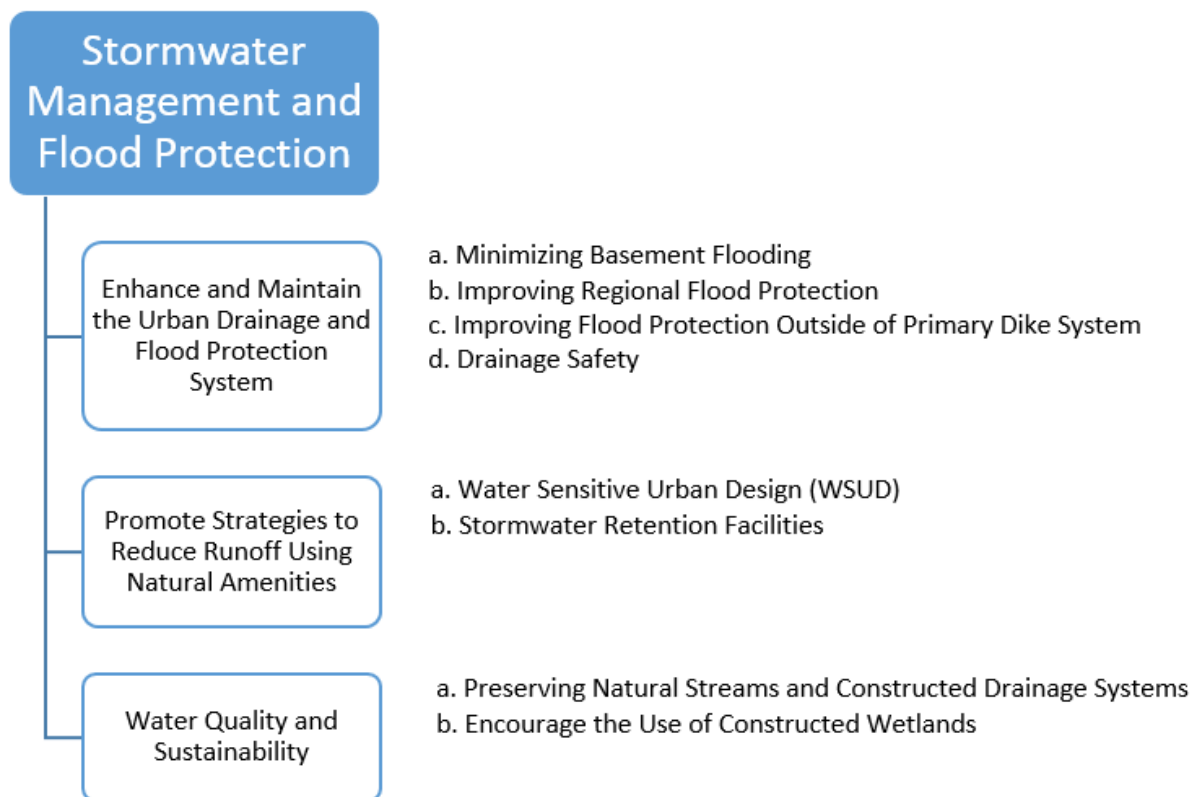 Stormwater
Management and
Flood Protection
Enhance and Maintain
the Urban Drainage and
Flood Protection
System
a. Minimizing Basement Flooding
b. Improving Regional Flood Protection
c. Improving Flood Protection Outside of Primary Dike System
d. Drainage Safety
Promote Strategies to
Reduce Runoff Using
Natural Amenities
a. Water Sensitive Urban Design (WSUD)
b. Stormwater Retention Facilities
Water Quality and
Sustainability
a. Preserving Natural Streams and Constructed Drainage Systems
b. Encourage the Use of Constructed Wetlands